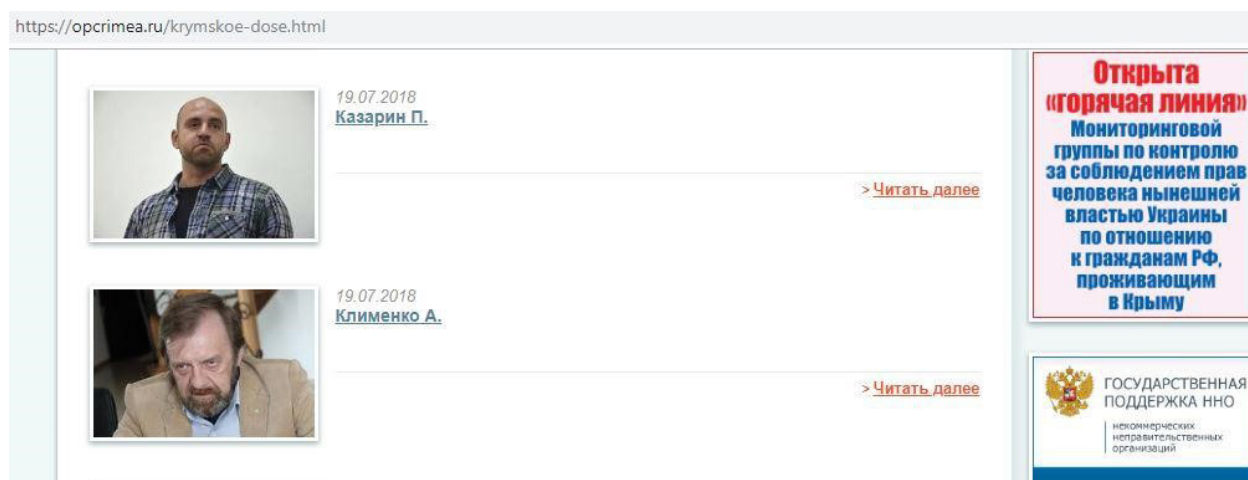 https://opcrimea.ru/krymskoe-dose.html
19.07.2018
Казарин П.
> Читать далее
19.07.2018
Клименко А.
> Читать далее
Открыта
«горячая линия»
Мониторинговой
группы по контролю
за соблюдением прав
человека нынешней
властью Украины
по отношению
к гражданам РФ,
проживающим
в Крыму
ГОСУДАРСТВЕННАЯ
ПОДДЕРЖКА ННО
некоммерческих
неправительственных
организаций